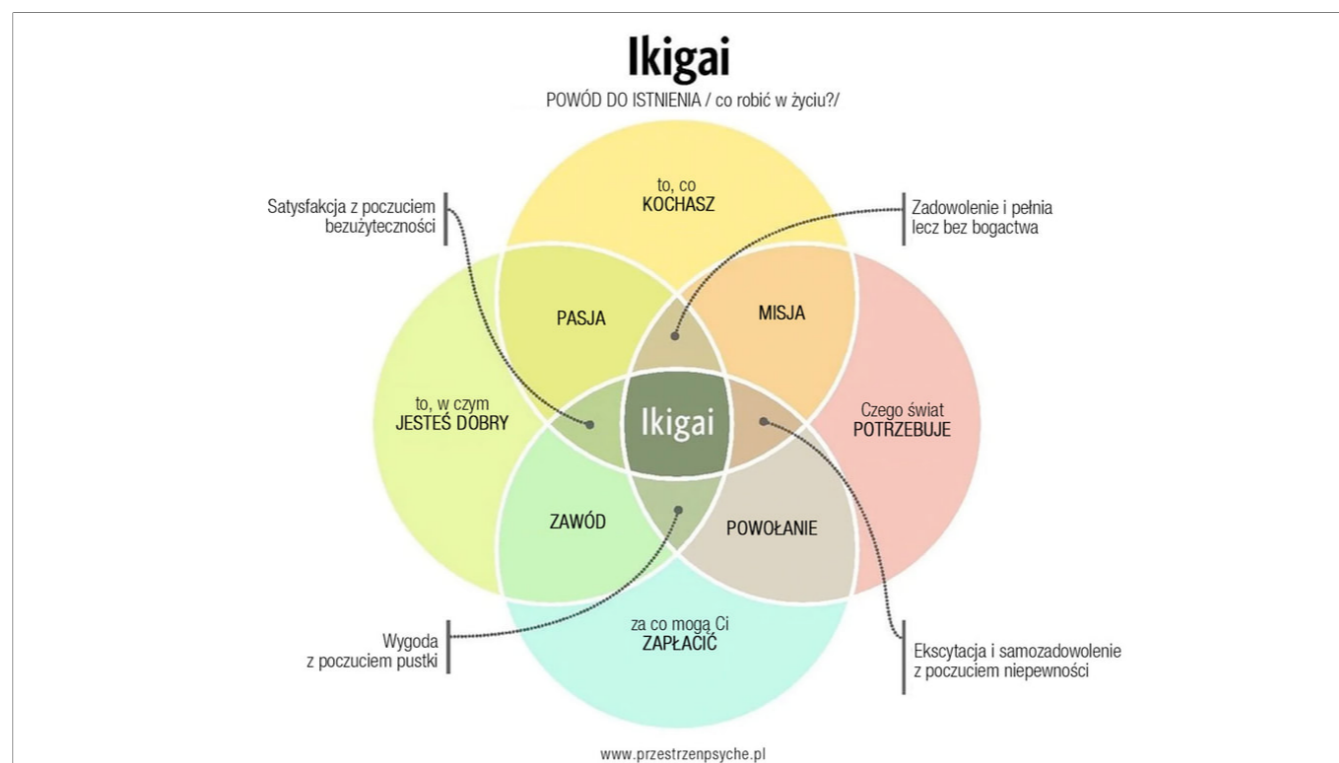 Ikigai
POWÓD DO ISTNIENIA / co robić w życiu?/
to, co
KOCHASZ
Satysfakcja z poczuciem
bezużyteczności
Zadowolenie i pełnia
lecz bez bogactwa
PASJA
MISJA
to, w czym
JESTEŚ DOBRY
Ikigai
Czego świat
POTRZEBUJE
ZAWÓD
POWOŁANIE
za co mogą Ci
ZAPŁACIĆ
Wygoda
z poczuciem pustki
Ekscytacja i samozadowolenie
z poczuciem niepewności
www.przestrzenpsyche.pl